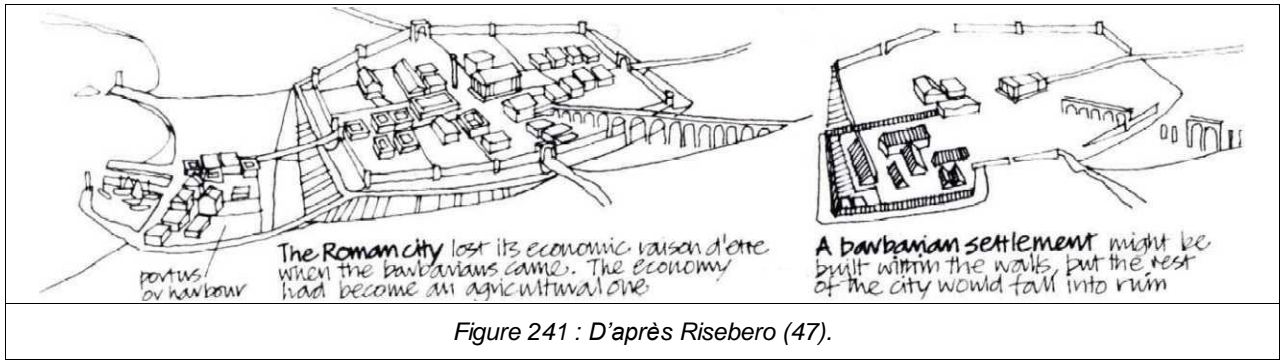 portus
or harbour
The Roman city lost its economic raison d'etre
when the barbarians came. The economy
had become an agricultural one
A barbarian settlement might be
built within the walls, but the rest
of the city would fall into ruin
Figure 241 : D'après Risebero (47).